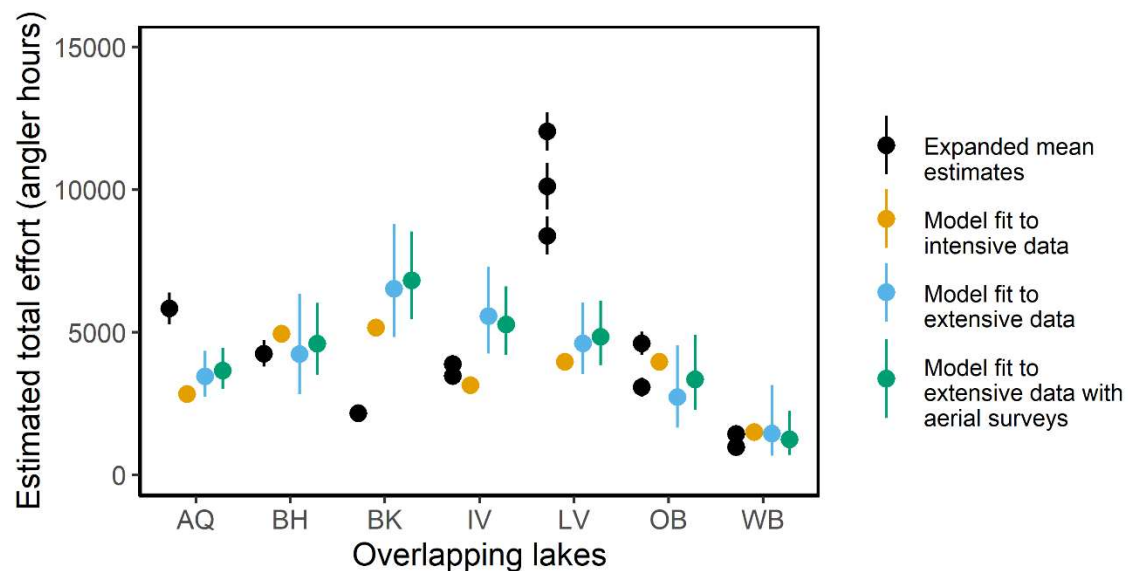 Estimated total effort (angler hours)
15000
10000
5000
0
AQ BH BK IV LV OB WB
Overlapping lakes
Expanded mean
estimates
Model fit to
intensive data
Model fit to
extensive data
Model fit to
extensive data with
aerial surveys